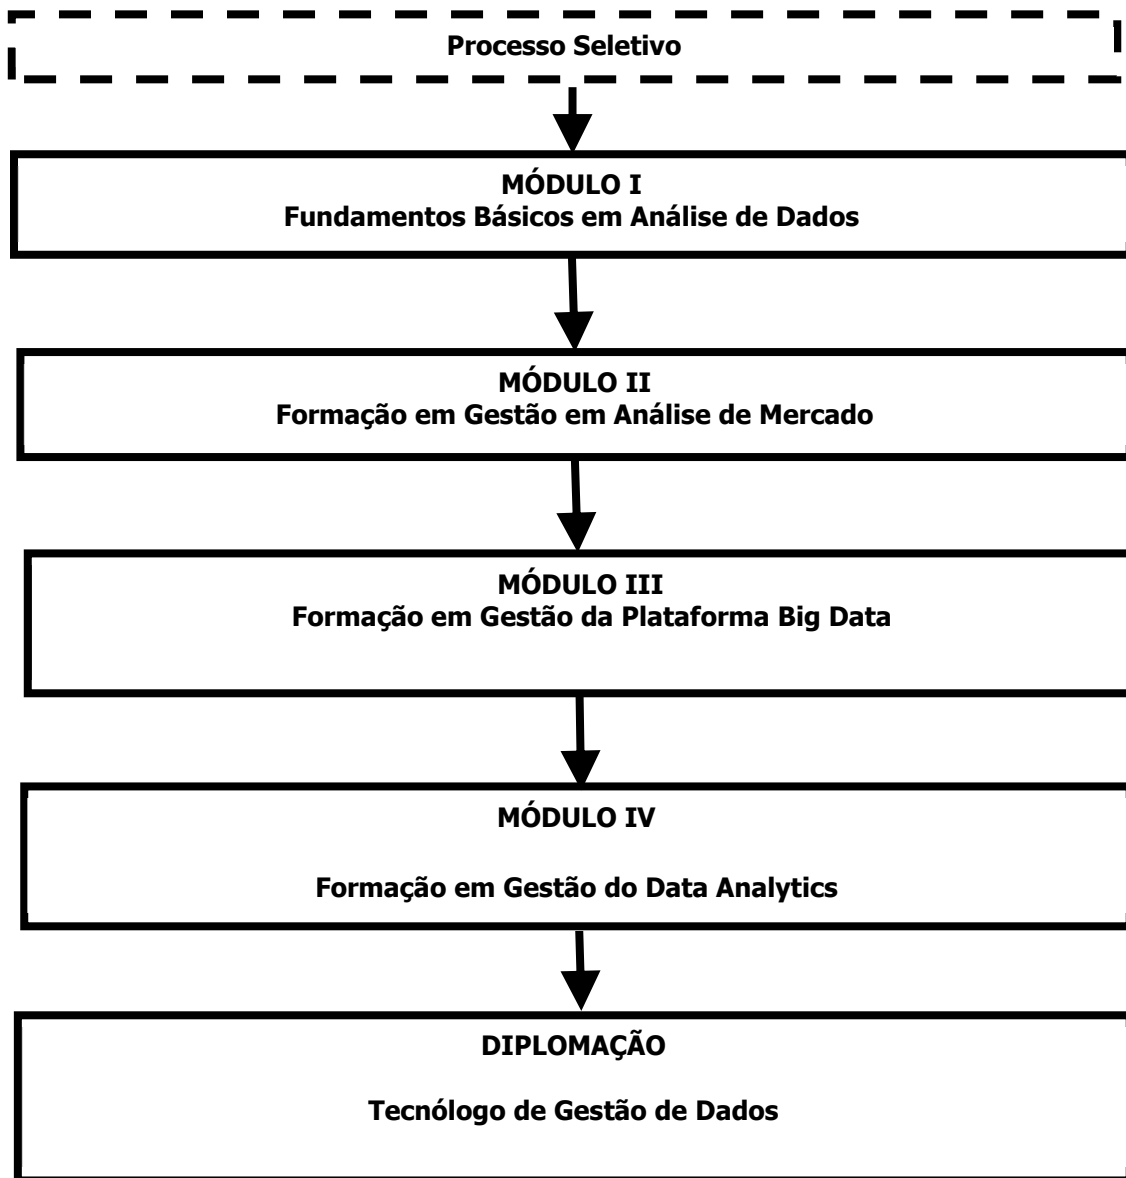 Processo Seletivo
MÓDULO I
Fundamentos Básicos em Análise de Dados
MÓDULO II
Formação em Gestão em Análise de Mercado
MÓDULO III
Formação em Gestão da Plataforma Big Data
MÓDULO IV
Formação em Gestão do Data Analytics
DIPLOMAÇÃO
Tecnólogo de Gestão de Dados